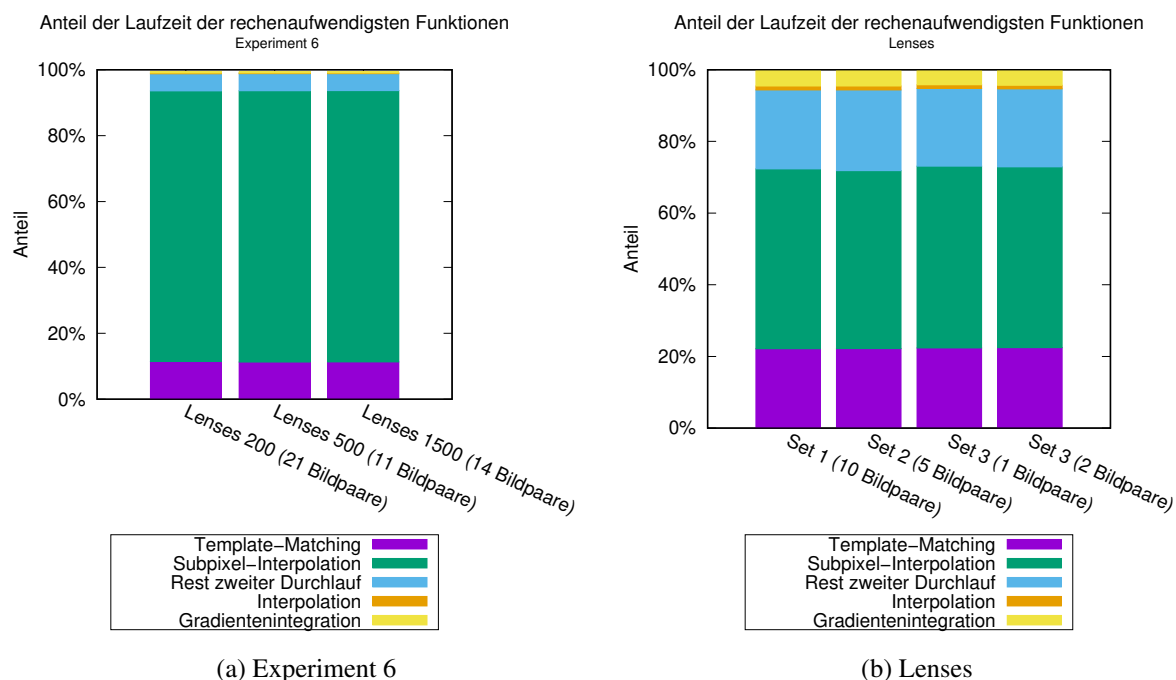 Anteil der Laufzeit der rechenaufwendigsten Funktionen
Experiment 6
100%
80%
60%
40%
20%
0%
Anteil
Lenses 200 (21 Bildpaare)
Lenses 500 (11 Bildpaare)
Lenses 1500 (14 Bildpaare)
Template−Matching
Subpixel−Interpolation
Rest zweiter Durchlauf
Interpolation
Gradientenintegration
(a) Experiment 6
Anteil der Laufzeit der rechenaufwendigsten Funktionen
Lenses
100%
80%
60%
40%
20%
0%
Anteil
Set 1 (10 Bildpaare)
Set 2 (5 Bildpaare)
Set 3 (1 Bildpaare)
Set 3 (2 Bildpaare)
Template−Matching
Subpixel−Interpolation
Rest zweiter Durchlauf
Interpolation
Gradientenintegration
(b) Lenses